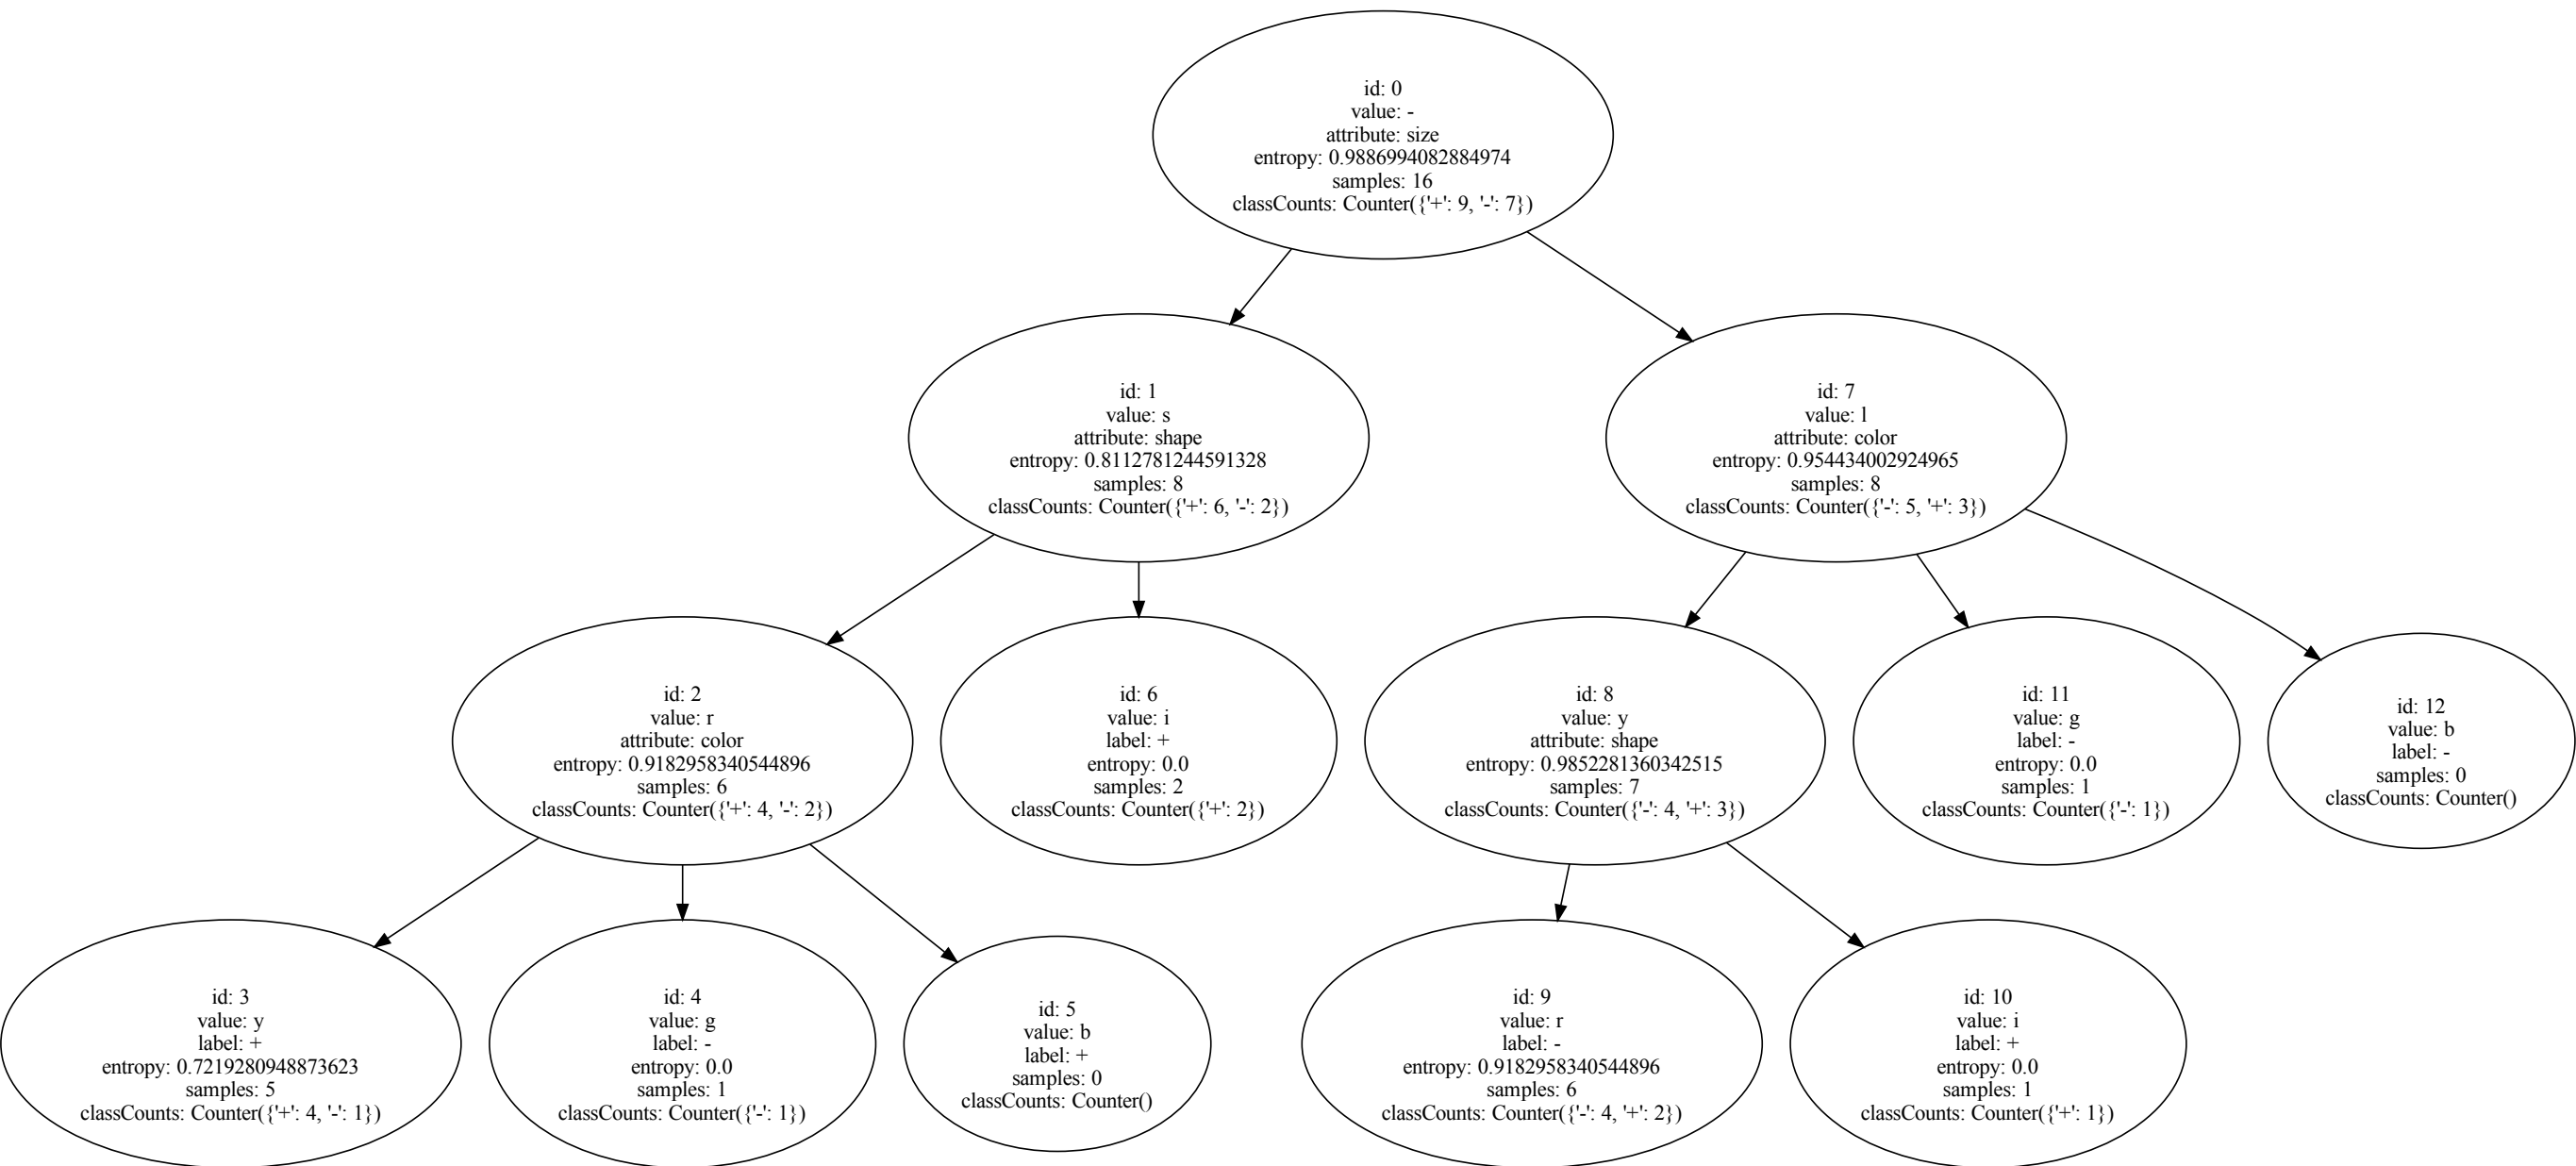 id: 0
value: -
attribute: size
entropy: 0.9886994082884974
samples: 16
classCounts: Counter({'+': 9, '-': 7})
id: 1
value: s
attribute: shape
entropy: 0.8112781244591328
samples: 8
classCounts: Counter({'+': 6, '-': 2})
id: 7
value: l
attribute: color
entropy: 0.954434002924965
samples: 8
classCounts: Counter({'-': 5, '+': 3})
id: 2
value: r
attribute: color
entropy: 0.9182958340544896
samples: 6
classCounts: Counter({'+': 4, '-': 2})
id: 6
value: i
label: +
entropy: 0.0
samples: 2
classCounts: Counter({'+': 2})
id: 8
value: y
attribute: shape
entropy: 0.9852281360342515
samples: 7
classCounts: Counter({'-': 4, '+': 3})
id: 11
value: g
label: -
entropy: 0.0
samples: 1
classCounts: Counter({'-': 1})
id: 12
value: b
label: -
samples: 0
classCounts: Counter()
id: 3
value: y
label: +
entropy: 0.7219280948873623
samples: 5
classCounts: Counter({'+': 4, '-': 1})
id: 4
value: g
label: -
entropy: 0.0
samples: 1
classCounts: Counter({'-': 1})
id: 5
value: b
label: +
samples: 0
classCounts: Counter()
id: 9
value: r
label: -
entropy: 0.9182958340544896
samples: 6
classCounts: Counter({'-': 4, '+': 2})
id: 10
value: i
label: +
entropy: 0.0
samples: 1
classCounts: Counter({'+': 1})